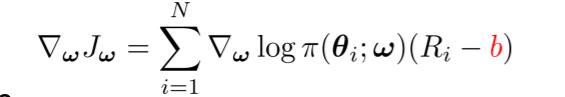 ∇_ω J_ω = ∑_{i=1}^{N} ∇_ω log π(θ_i; ω)(R_i − b)